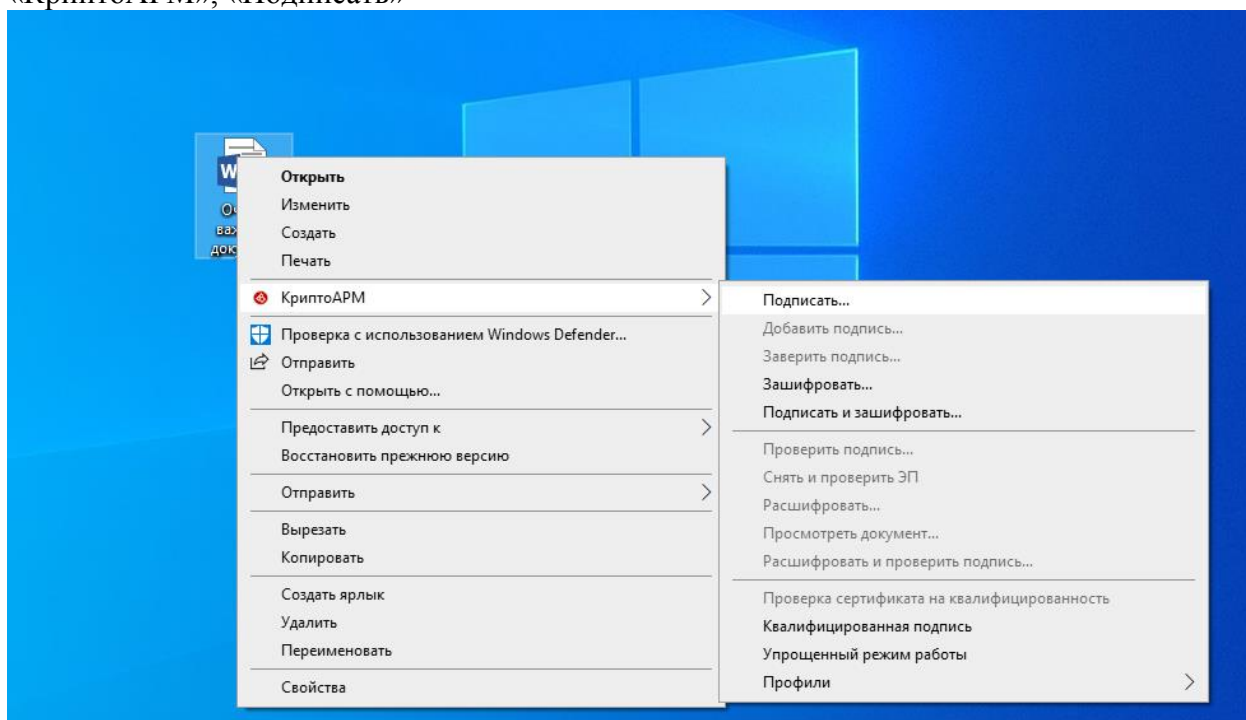 «КриптоАРМ», «Подписать»
W
Открыть
Изменить
Создать
Печать
КриптоАРМ
Проверка с использованием Windows Defender...
Отправить
Открыть с помощью...
Предоставить доступ к
Восстановить прежнюю версию
Отправить
Вырезать
Копировать
Создать ярлык
Удалить
Переименовать
Свойства
Подписать...
Добавить подпись...
Заверить подпись...
Зашифровать...
Подписать и зашифровать...
Проверить подпись...
Снять и проверить ЭП
Расшифровать...
Просмотреть документ...
Расшифровать и проверить подпись...
Проверка сертификата на квалифицированность
Квалифицированная подпись
Упрощенный режим работы
Профили